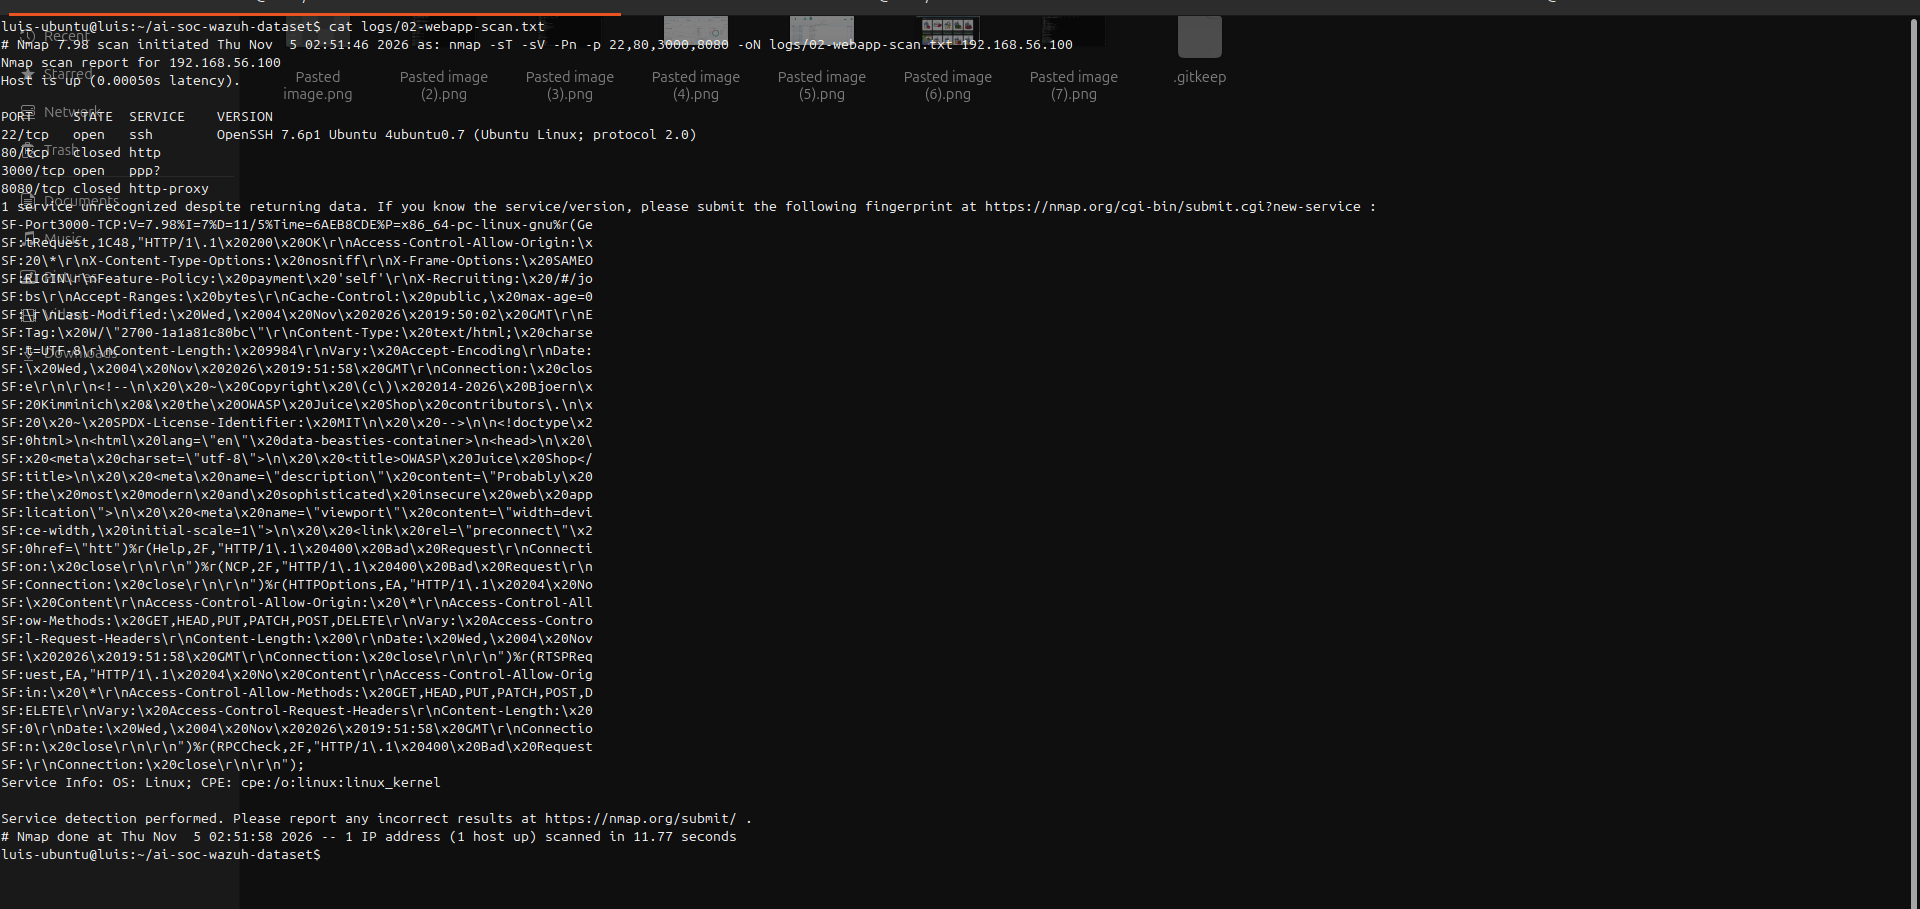 luis-ubuntu@luis:~/ai-soc-wazuh-dataset$ cat logs/02-webapp-scan.txt
# Nmap 7.98 scan initiated Thu Nov  5 02:51:46 2026 as: nmap -sT -sV -Pn -p 22,80,3000,8080 -oN logs/02-webapp-scan.txt 192.168.56.100
Nmap scan report for 192.168.56.100
Host is up (0.00050s latency).
PORT     STATE  SERVICE    VERSION
22/tcp   open   ssh        OpenSSH 7.6p1 Ubuntu 4ubuntu0.7 (Ubuntu Linux; protocol 2.0)
80/tcp   closed http
3000/tcp open   ppp?
8080/tcp closed http-proxy
1 service unrecognized despite returning data. If you know the service/version, please submit the following fingerprint at https://nmap.org/cgi-bin/submit.cgi?new-service :
SF-Port3000-TCP:V=7.98%I=7%D=11/5%Time=6AEB8CDE%P=x86_64-pc-linux-gnu%r(Ge
SF:tRequest,1C48,"HTTP/1\.1\x20200\x20OK\r\nAccess-Control-Allow-Origin:\x
SF:20\*\r\nX-Content-Type-Options:\x20nosniff\r\nX-Frame-Options:\x20SAMEO
SF:RIGIN\r\nFeature-Policy:\x20payment\x20'self'\r\nX-Recruiting:\x20/#/jo
SF:bs\r\nAccept-Ranges:\x20bytes\r\nCache-Control:\x20public,\x20max-age=0
SF:\r\nLast-Modified:\x20Wed,\x2004\x20Nov\x202026\x2019:50:02\x20GMT\r\nE
SF:Tag:\x20W/\"2700-1a1a81c80bc\"\r\nContent-Type:\x20text/html;\x20charse
SF:t=UTF-8\r\nContent-Length:\x209984\r\nVary:\x20Accept-Encoding\r\nDate:
SF:\x20Wed,\x2004\x20Nov\x202026\x2019:51:58\x20GMT\r\nConnection:\x20clos
SF:e\r\n\r\n<!--\n\x20\x20~\x20Copyright\x20\(c\)\x202014-2026\x20Bjoern\x
SF:20Kimminich\x20&\x20the\x20OWASP\x20Juice\x20Shop\x20contributors\.\n\x
SF:20\x20~\x20SPDX-License-Identifier:\x20MIT\n\x20\x20-->\n\n<!doctype\x2
SF:0html>\n<html\x20lang=\"en\"\x20data-beasties-container>\n<head>\n\x20\
SF:x20<meta\x20charset=\"utf-8\">\n\x20\x20<title>OWASP\x20Juice\x20Shop</
SF:title>\n\x20\x20<meta\x20name=\"description\"\x20content=\"Probably\x20
SF:the\x20most\x20modern\x20and\x20sophisticated\x20insecure\x20web\x20app
SF:lication\">\n\x20\x20<meta\x20name=\"viewport\"\x20content=\"width=devi
SF:ce-width,\x20initial-scale=1\">\n\x20\x20<link\x20rel=\"preconnect\"\x2
SF:0href=\"htt")%r(Help,2F,"HTTP/1\.1\x20400\x20Bad\x20Request\r\nConnecti
SF:on:\x20close\r\n\r\n")%r(NCP,2F,"HTTP/1\.1\x20400\x20Bad\x20Request\r\n
SF:Connection:\x20close\r\n\r\n")%r(HTTPOptions,EA,"HTTP/1\.1\x20204\x20No
SF:\x20Content\r\nAccess-Control-Allow-Origin:\x20\*\r\nAccess-Control-All
SF:ow-Methods:\x20GET,HEAD,PUT,PATCH,POST,DELETE\r\nVary:\x20Access-Contro
SF:l-Request-Headers\r\nContent-Length:\x200\r\nDate:\x20Wed,\x2004\x20Nov
SF:\x202026\x2019:51:58\x20GMT\r\nConnection:\x20close\r\n\r\n")%r(RTSPReq
SF:uest,EA,"HTTP/1\.1\x20204\x20No\x20Content\r\nAccess-Control-Allow-Orig
SF:in:\x20\*\r\nAccess-Control-Allow-Methods:\x20GET,HEAD,PUT,PATCH,POST,D
SF:ELETE\r\nVary:\x20Access-Control-Request-Headers\r\nContent-Length:\x20
SF:0\r\nDate:\x20Wed,\x2004\x20Nov\x202026\x2019:51:58\x20GMT\r\nConnectio
SF:n:\x20close\r\n\r\n")%r(RPCCheck,2F,"HTTP/1\.1\x20400\x20Bad\x20Request
SF:\r\nConnection:\x20close\r\n\r\n");
Service Info: OS: Linux; CPE: cpe:/o:linux:linux_kernel
Service detection performed. Please report any incorrect results at https://nmap.org/submit/ .
# Nmap done at Thu Nov  5 02:51:58 2026 -- 1 IP address (1 host up) scanned in 11.77 seconds
luis-ubuntu@luis:~/ai-soc-wazuh-dataset$
Recent
Starred
Network
Trash
Documents
Music
Pictures
Videos
Downloads
Pasted image.png
Pasted image (2).png
Pasted image (3).png
Pasted image (4).png
Pasted image (5).png
Pasted image (6).png
Pasted image (7).png
.gitkeep